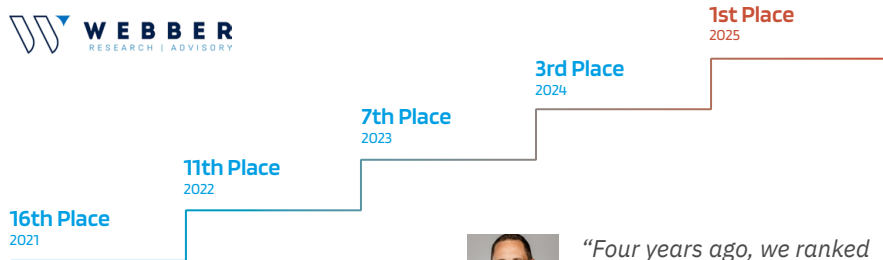 WEBBER
RESEARCH | ADVISORY
1st Place
2025
3rd Place
2024
7th Place
2023
11th Place
2022
16th Place
2021
“Four years ago, we ranked